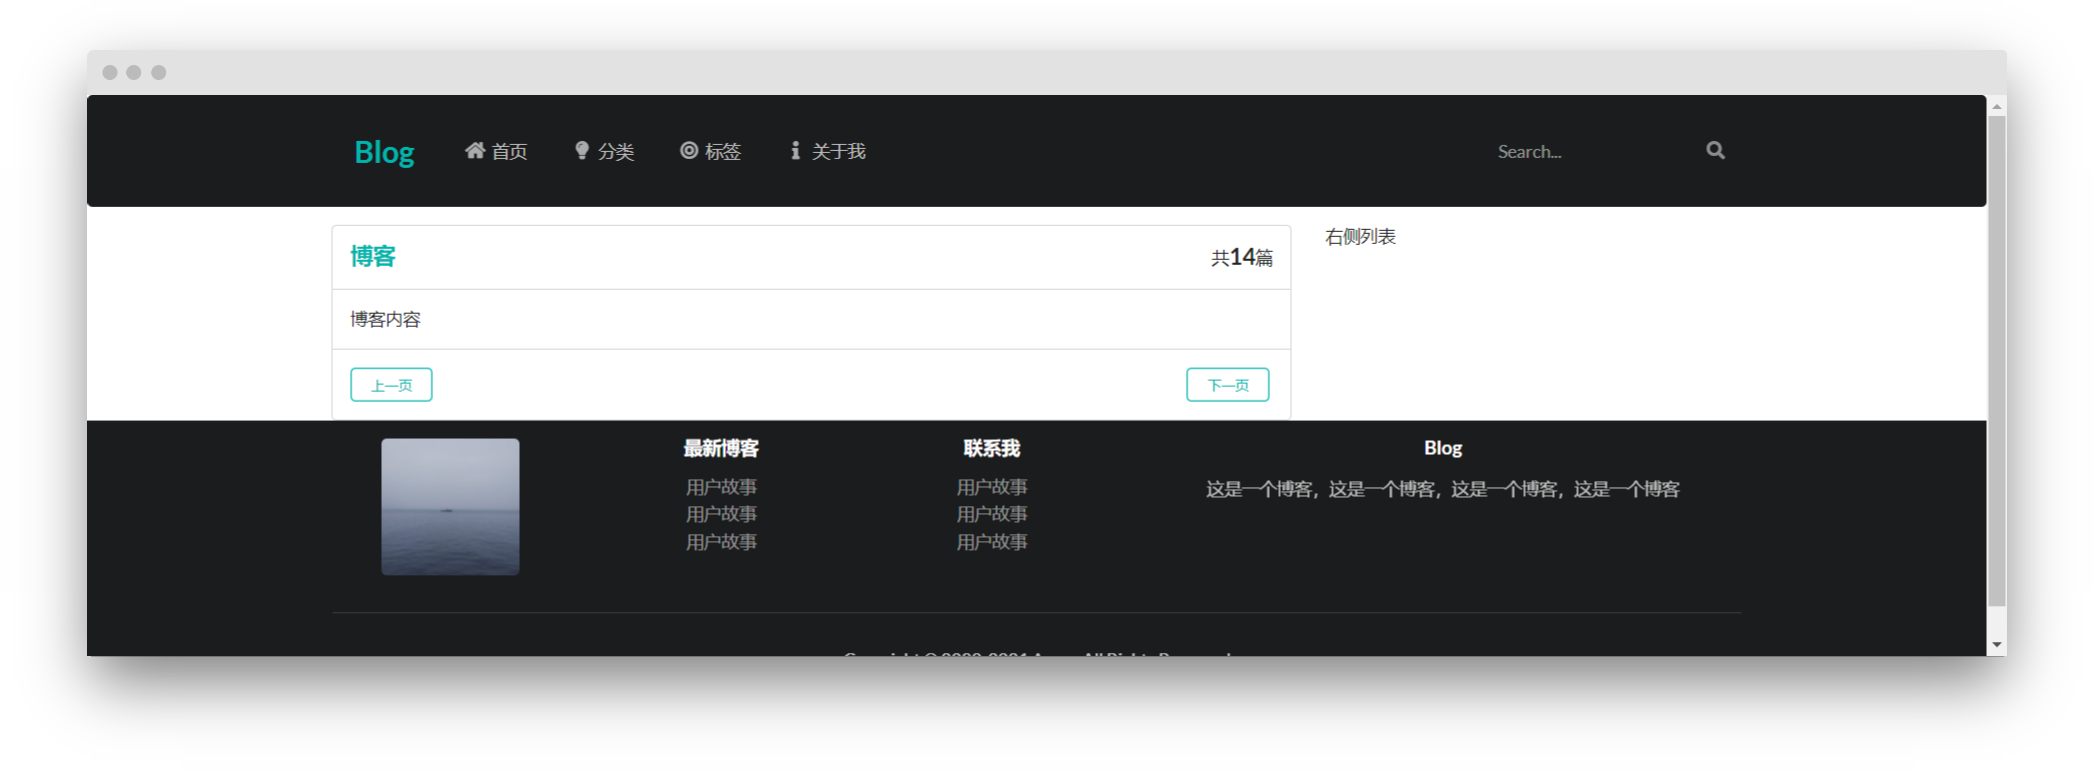 Blog 首页 分类 标签 关于我 Search...
博客 共14篇
右侧列表
博客内容
上一页 下一页
最新博客
用户故事
用户故事
用户故事
联系我
用户故事
用户故事
用户故事
Blog
这是一个博客，这是一个博客，这是一个博客，这是一个博客